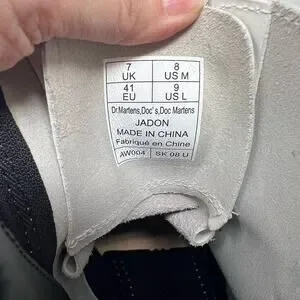 7 8
UK US M
41 9
EU US L
Dr.Martens,Doc's,Doc Martens
JADON
MADE IN CHINA
Fabriqué en Chine
AW004 SK 08 U